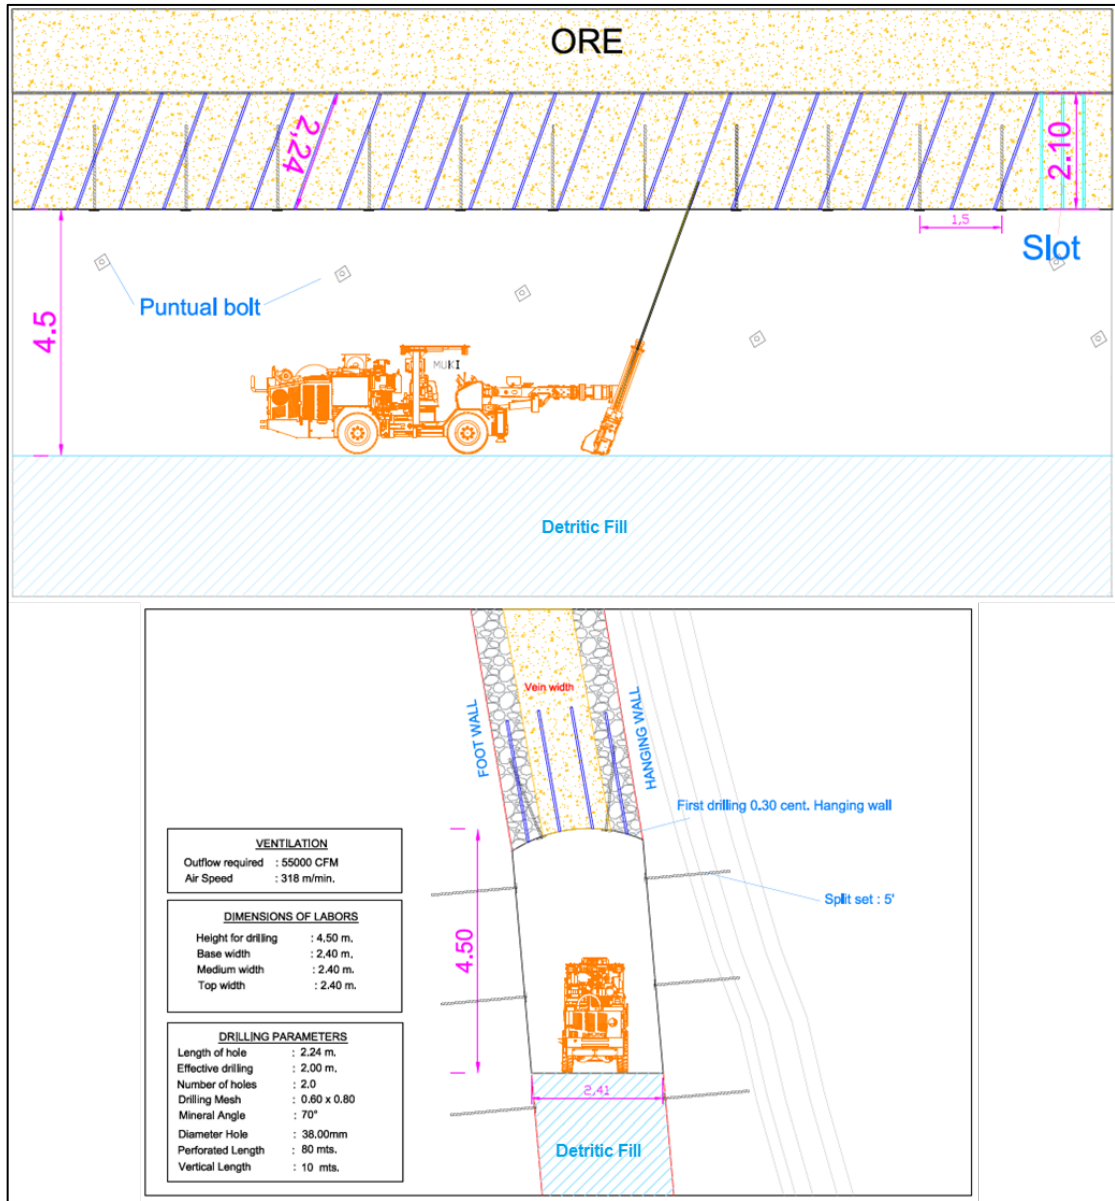 ORE
2,24
2.10
1,5
Slot
Puntual bolt
4.5
MUKI
Detritic Fill
Vein width
FOOT WALL
HANGING WALL
First drilling 0.30 cent. Hanging wall
Split set : 5'
4.50
2,41
Detritic Fill
VENTILATION
Outflow required : 55000 CFM
Air Speed : 318 m/min.
DIMENSIONS OF LABORS
Height for drilling : 4,50 m.
Base width : 2,40 m.
Medium width : 2.40 m.
Top width : 2.40 m.
DRILLING PARAMETERS
Length of hole : 2.24 m.
Effective drilling : 2,00 m.
Number of holes : 2.0
Drilling Mesh : 0.60 x 0.80
Mineral Angle : 70°
Diameter Hole : 38.00mm
Perforated Length : 80 mts.
Vertical Length : 10 mts.